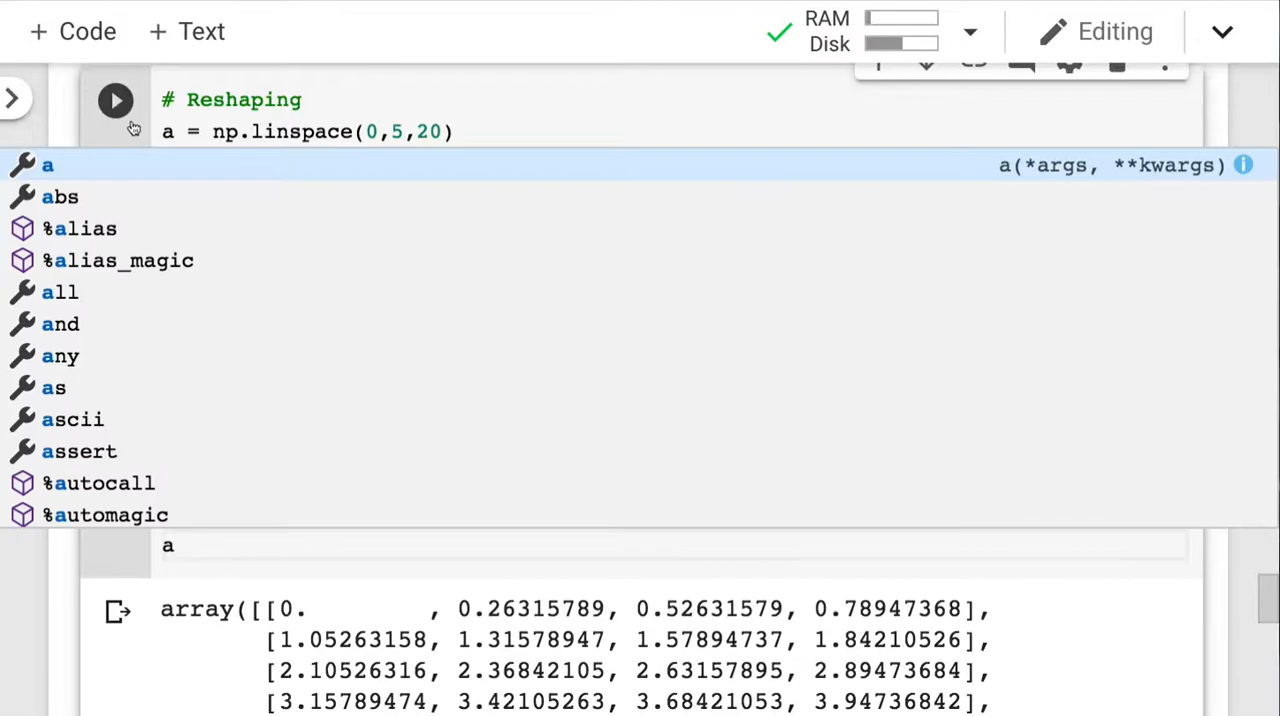 + Code + Text
RAM
Disk
Editing
# Reshaping
a = np.linspace(0,5,20)
a a(*args, **kwargs)
abs
%alias
%alias_magic
all
and
any
as
ascii
assert
%autocall
%automagic
a
array([[0.        , 0.26315789, 0.52631579, 0.78947368],
[1.05263158, 1.31578947, 1.57894737, 1.84210526],
[2.10526316, 2.36842105, 2.63157895, 2.89473684],
[3.15789474, 3.42105263, 3.68421053, 3.94736842],